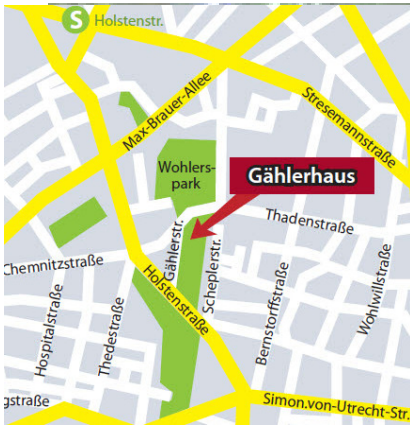 S Holstenstr.
Max-Brauer-Allee
Stresemannstraße
Wohlers-
park
Gählerhaus
Thadenstraße
Gählerstr.
Scheplerstr.
Chemnitzstraße
Holstenstraße
Hospitalstraße
Thedestraße
Bernstorffstraße
Wohlwillstraße
gstraße
Simon.von-Utrecht-Str.